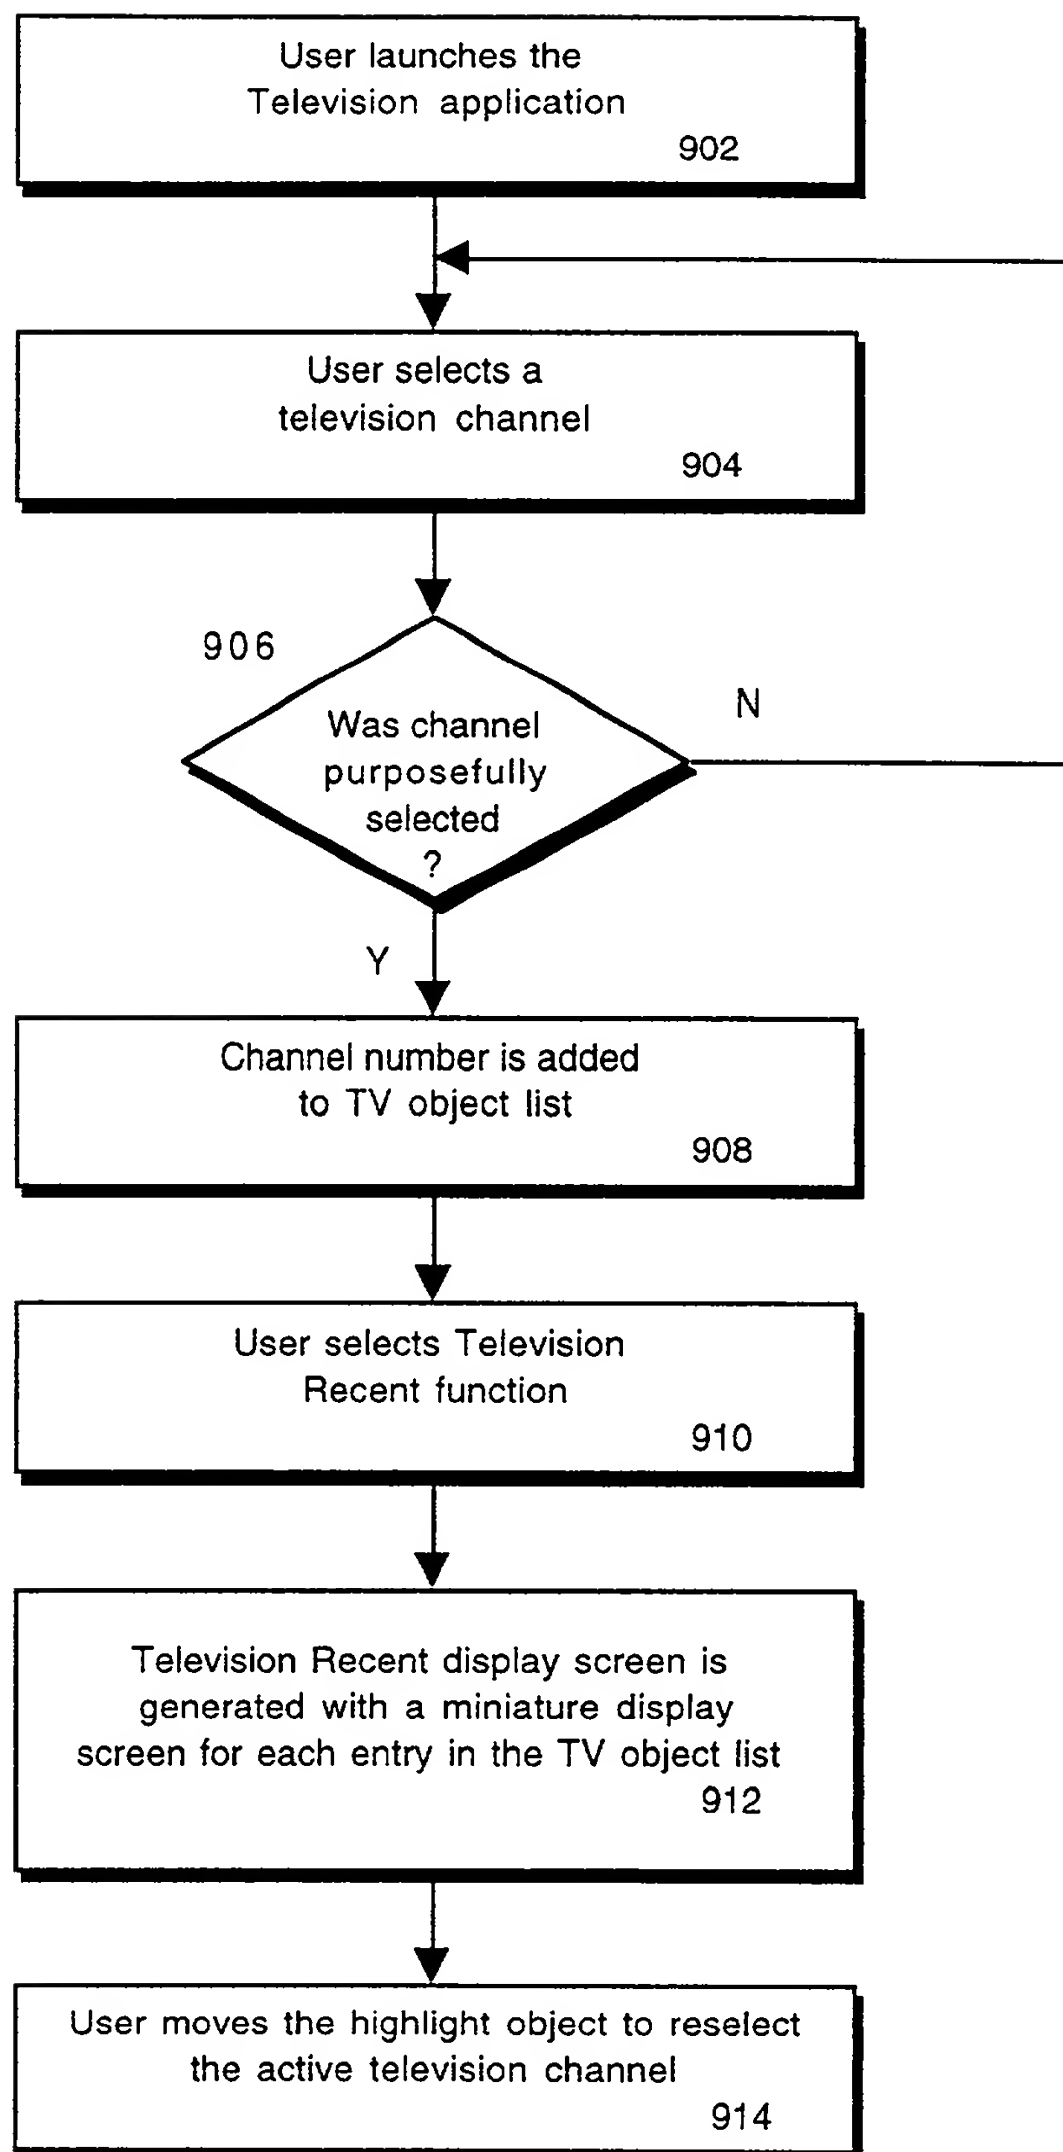 User launches the
Television application
902
User selects a
television channel
904
906
N
Was channel
purposefully
selected
?
Y
Channel number is added
to TV object list
908
User selects Television
Recent function
910
Television Recent display screen is
generated with a miniature display
screen for each entry in the TV object list
912
User moves the highlight object to reselect
the active television channel
914